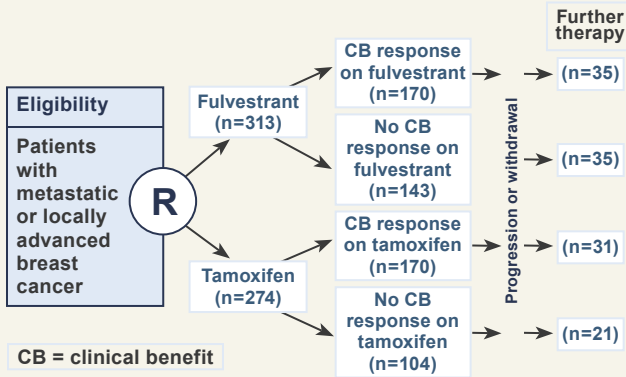 Further
therapy
Eligibility
Patients
with
metastatic
or locally
advanced
breast
cancer
R
Fulvestrant
(n=313)
Tamoxifen
(n=274)
CB response
on fulvestrant
(n=170)
No CB
response on
fulvestrant
(n=143)
CB response
on tamoxifen
(n=170)
No CB
response on
tamoxifen
(n=104)
Progression or withdrawal
(n=35)
(n=35)
(n=31)
(n=21)
CB = clinical benefit